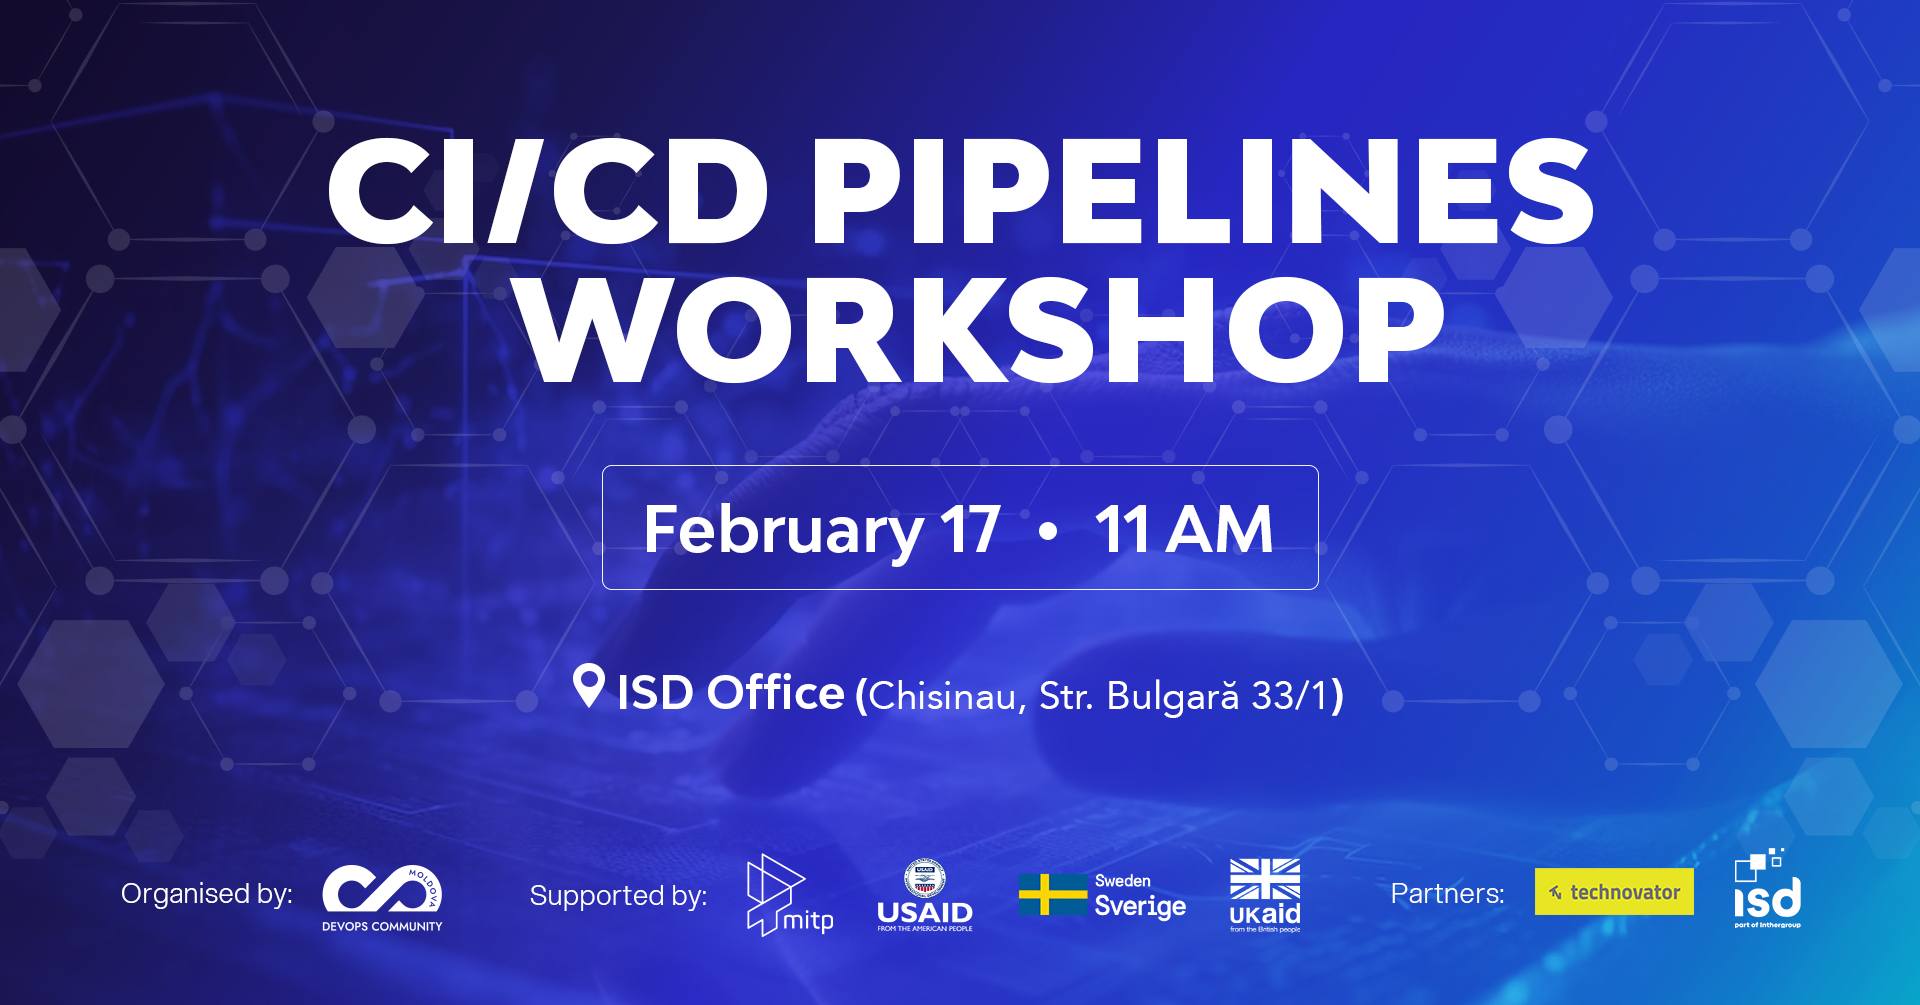 CI/CD PIPELINES
WORKSHOP
February 17 • 11 AM
ISD Office (Chisinau, Str. Bulgară 33/1)
Organised by:
MOLDOVA
DEVOPS COMMUNITY
Supported by:
mitp
USAID
USAID
FROM THE AMERICAN PEOPLE
Sweden
Sverige
UKaid
from the British people
Partners:
technovator
isd
part of Inthergroup